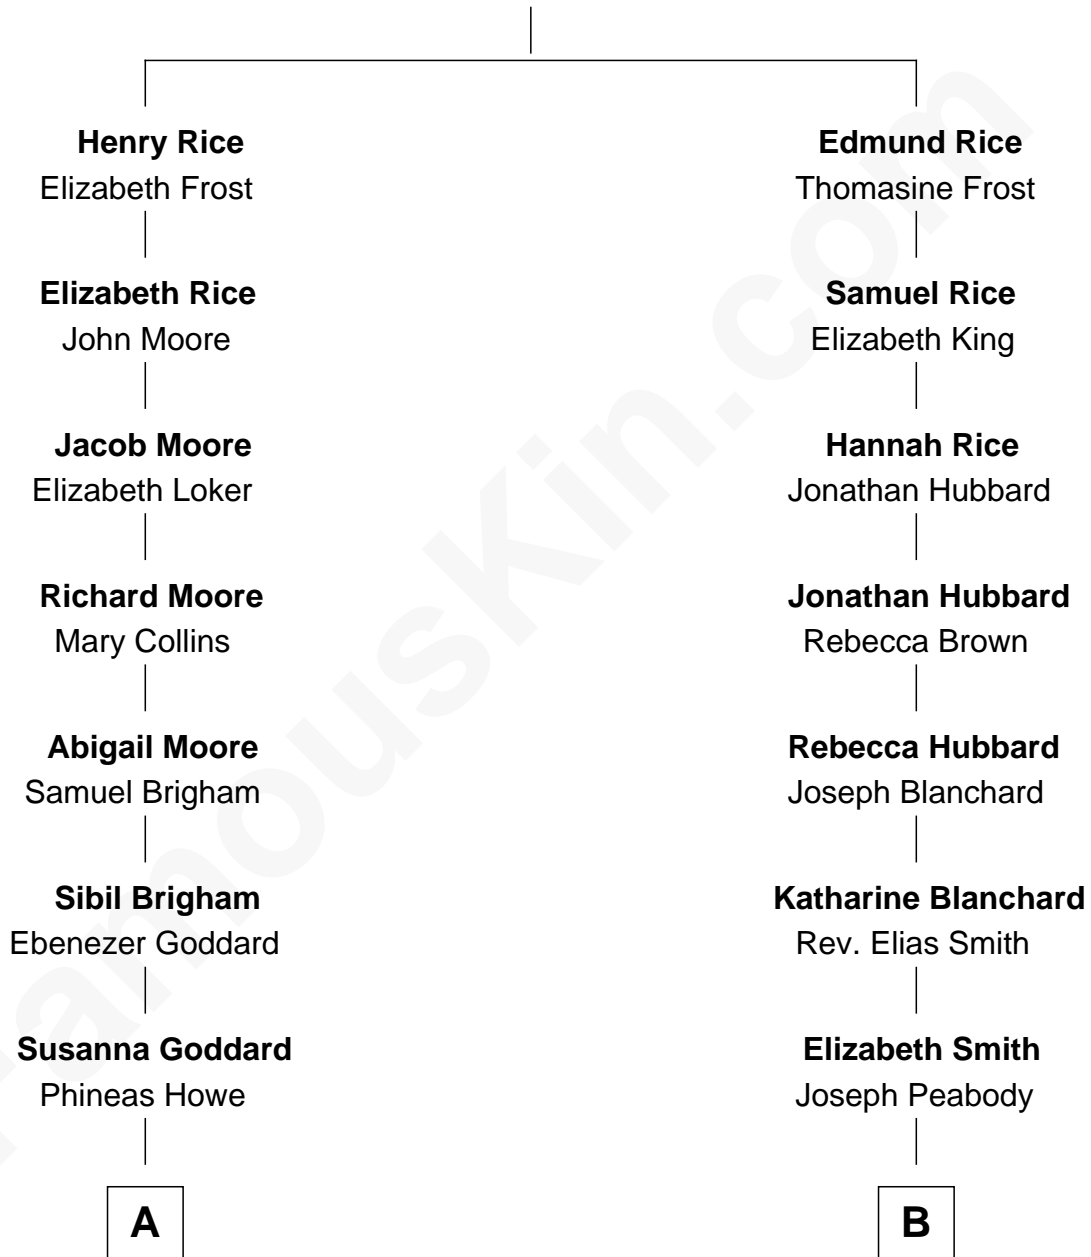 Henry Rice
Elizabeth Frost
Elizabeth Rice
John Moore
Jacob Moore
Elizabeth Loker
Richard Moore
Mary Collins
Abigail Moore
Samuel Brigham
Sibil Brigham
Ebenezer Goddard
Susanna Goddard
Phineas Howe
A
Edmund Rice
Thomasine Frost
Samuel Rice
Elizabeth King
Hannah Rice
Jonathan Hubbard
Jonathan Hubbard
Rebecca Brown
Rebecca Hubbard
Joseph Blanchard
Katharine Blanchard
Rev. Elias Smith
Elizabeth Smith
Joseph Peabody
B
FamousKin.com